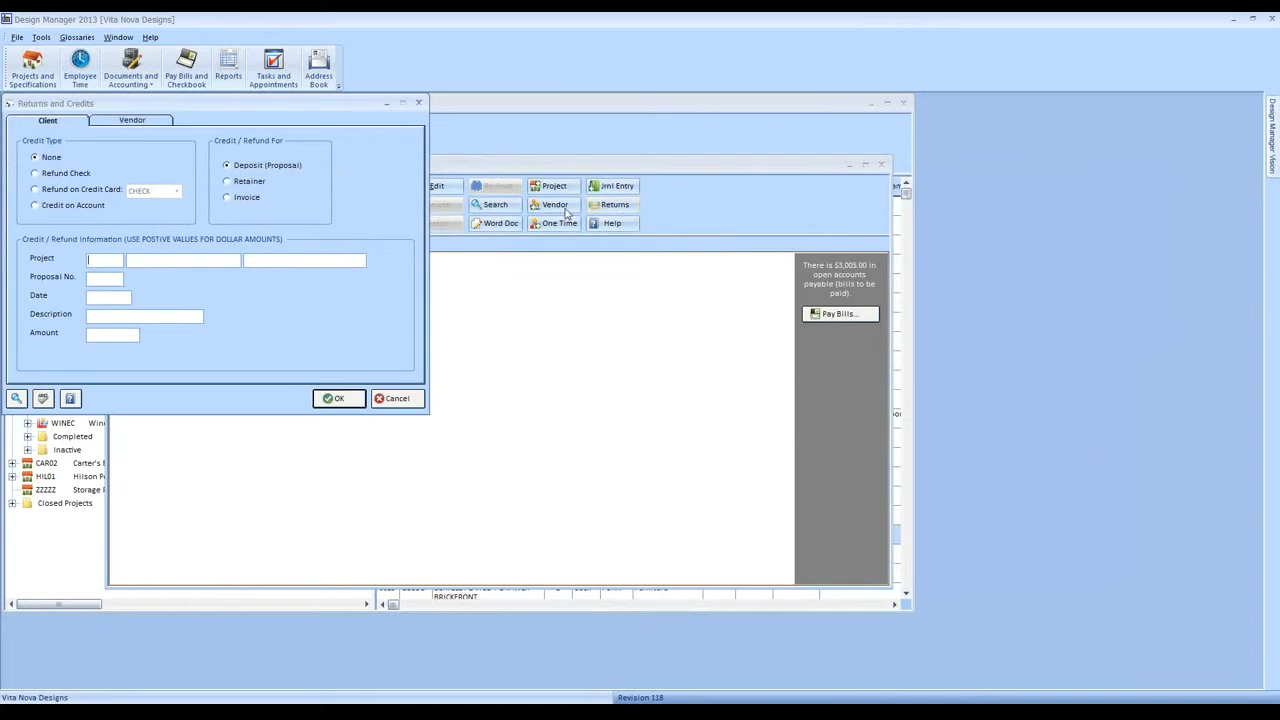 Design Manager 2013 [Vita Nova Designs]
File Tools Glossaries Window Help
Projects and Specifications
Employee Time
Documents and Accounting
Pay Bills and Checkbook
Reports
Tasks and Appointments
Address Book
Design Manager Vision
Returns and Credits
Client Vendor
Credit Type
None
Refund Check
Refund on Credit Card: CHECK
Credit on Account
Credit / Refund For
Deposit (Proposal)
Retainer
Invoice
Credit / Refund Information (USE POSTIVE VALUES FOR DOLLAR AMOUNTS)
Project
Proposal No.
Date
Description
Amount
OK Cancel
Edit Project Jrnl Entry
Search Vendor Returns
Word Doc One Time Help
There is $3,005.00 in
open accounts
payable (bills to be
paid).
Pay Bills...
WINEC Win
Completed
Inactive
CAR02 Carter's
HIL01 Hilson P
ZZZZZ Storage F
Closed Projects
BRICKFRONT
Vita Nova Designs Revision 118